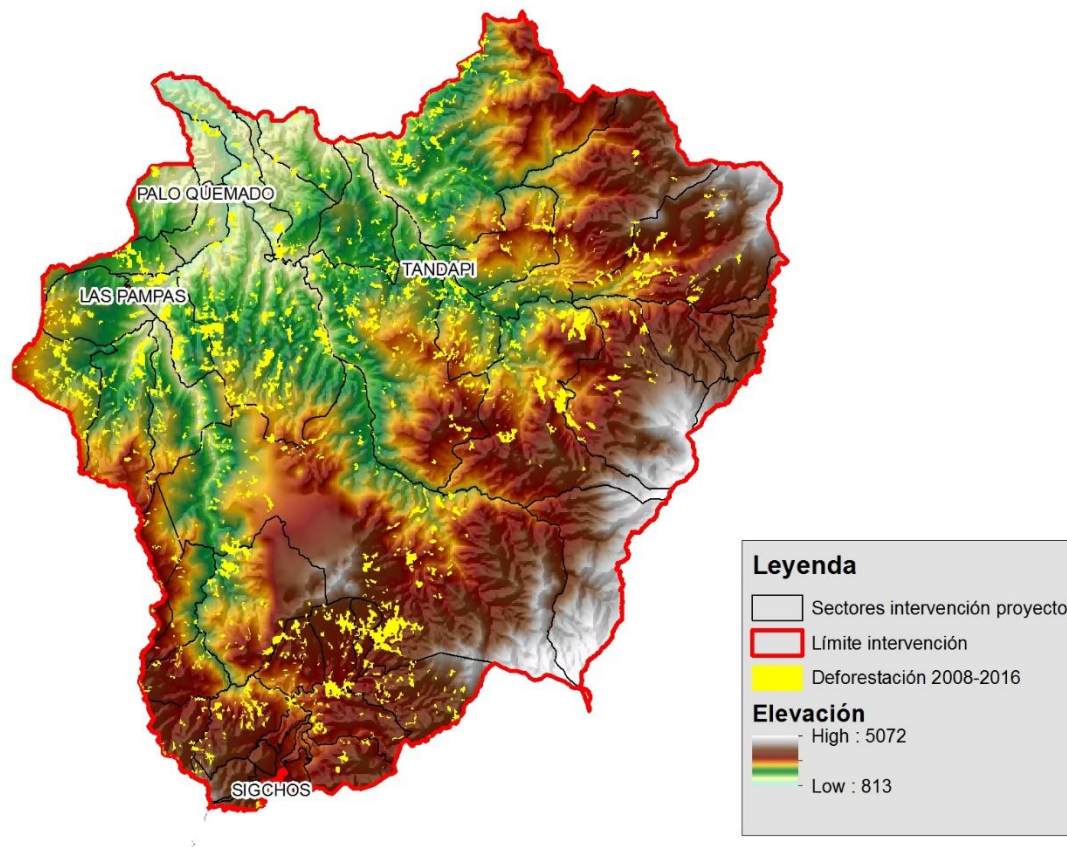 PALO QUEMADO
TANDAPI
LAS PAMPAS
SIGCHOS
Leyenda
Sectores intervención proyecto
Límite intervención
Deforestación 2008-2016
Elevación
High : 5072
Low : 813